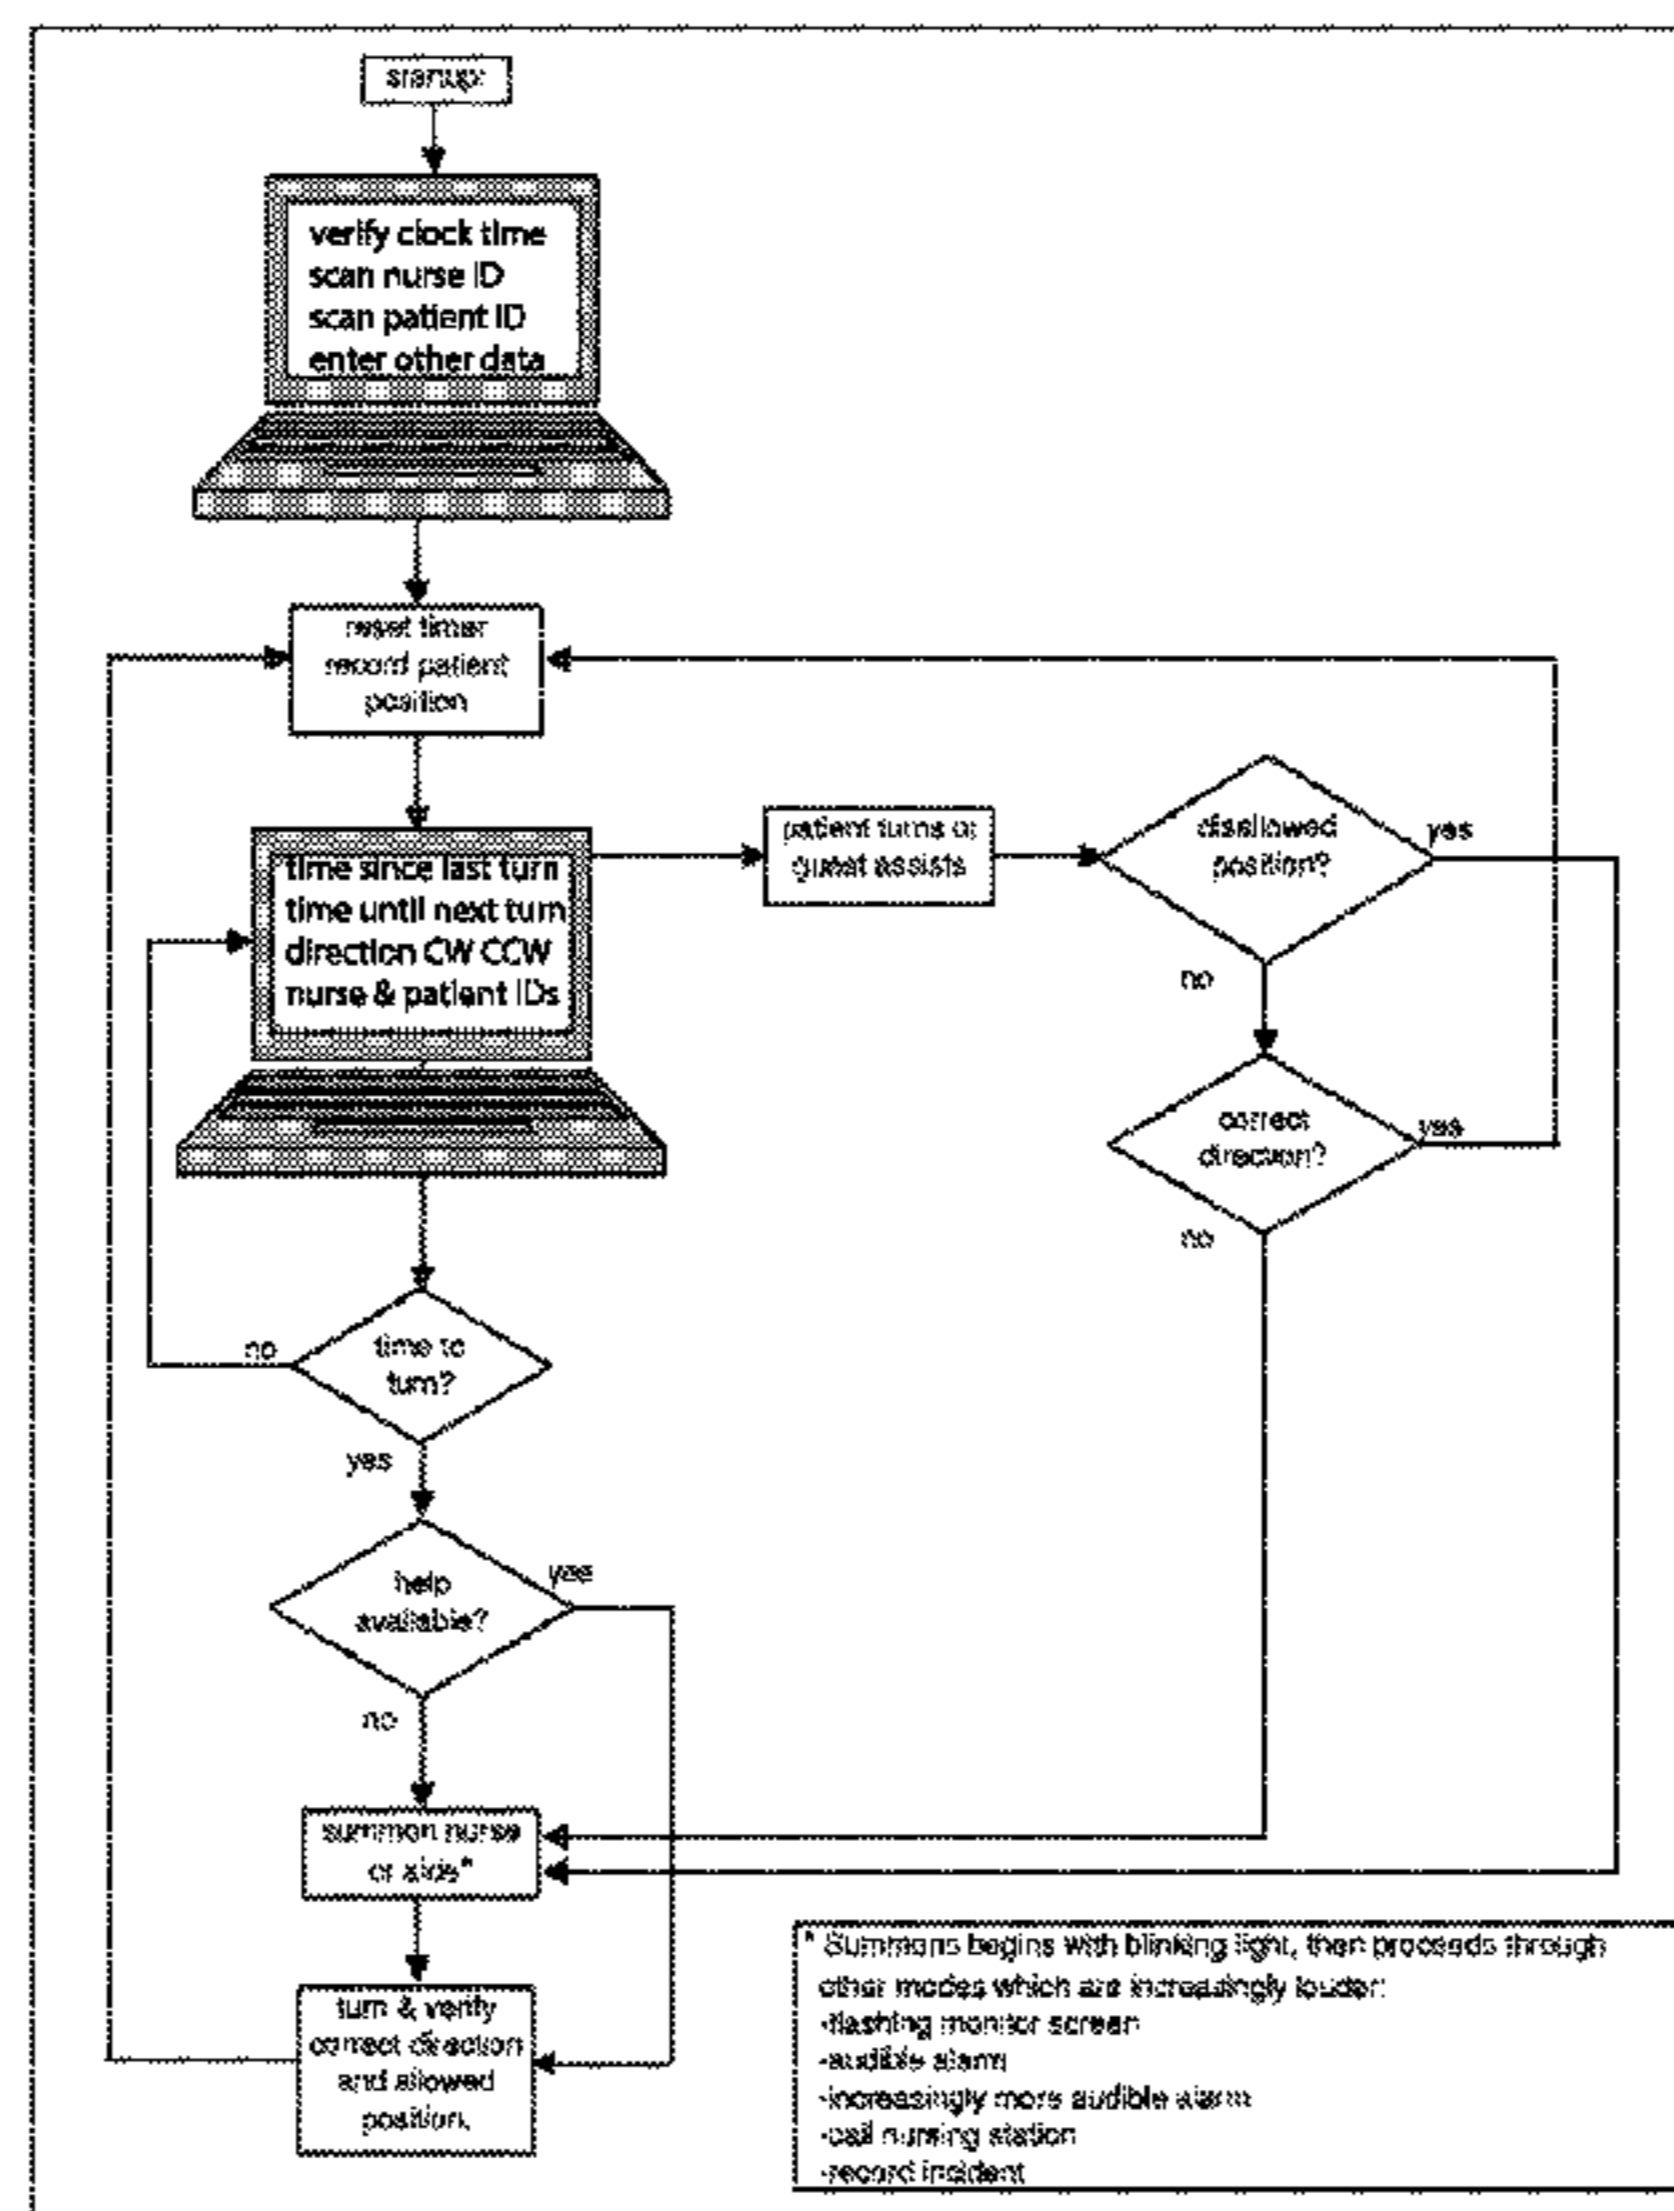 startup:
verify clock time
scan nurse ID
scan patient ID
enter other data
reset timer
record patient
position
time since last turn
time until next turn
direction CW CCW
nurse & patient IDs
patient turns or
guest assists
disallowed
position?
yes
no
correct
direction?
yes
no
time to
turn?
no
yes
help
available?
yes
no
summon nurse
or aide*
turn & verify
correct direction
and allowed
position.
* Summons begins with blinking light, then proceeds through
other modes which are increasingly louder:
-flashing monitor screen
-audible alarm
-increasingly more audible alarm
-call nursing station
-record incident